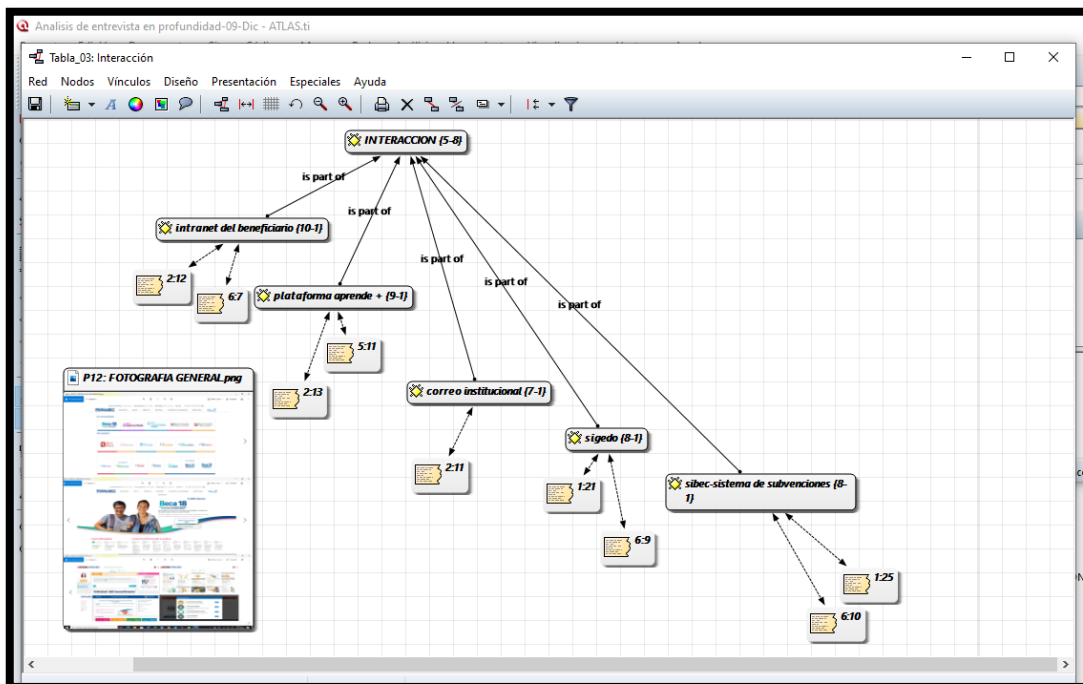 Analisis de entrevista en profundidad-09-Dic - ATLAS.ti
Tabla_03: Interacción
Red Nodos Vínculos Diseño Presentación Especiales Ayuda
INTERACCION {5-8}
is part of
is part of
intranet del beneficiario {10-1}
is part of
is part of
2:12
6:7
plataforma aprende + {9-1}
is part of
5:11
P12: FOTOGRAFIA GENERAL.png
2:13
correo institucional {7-1}
sigedo {8-1}
2:11
1:21
sibec-sistema de subvenciones {8-
1}
Beca 18
6:9
1:25
6:10